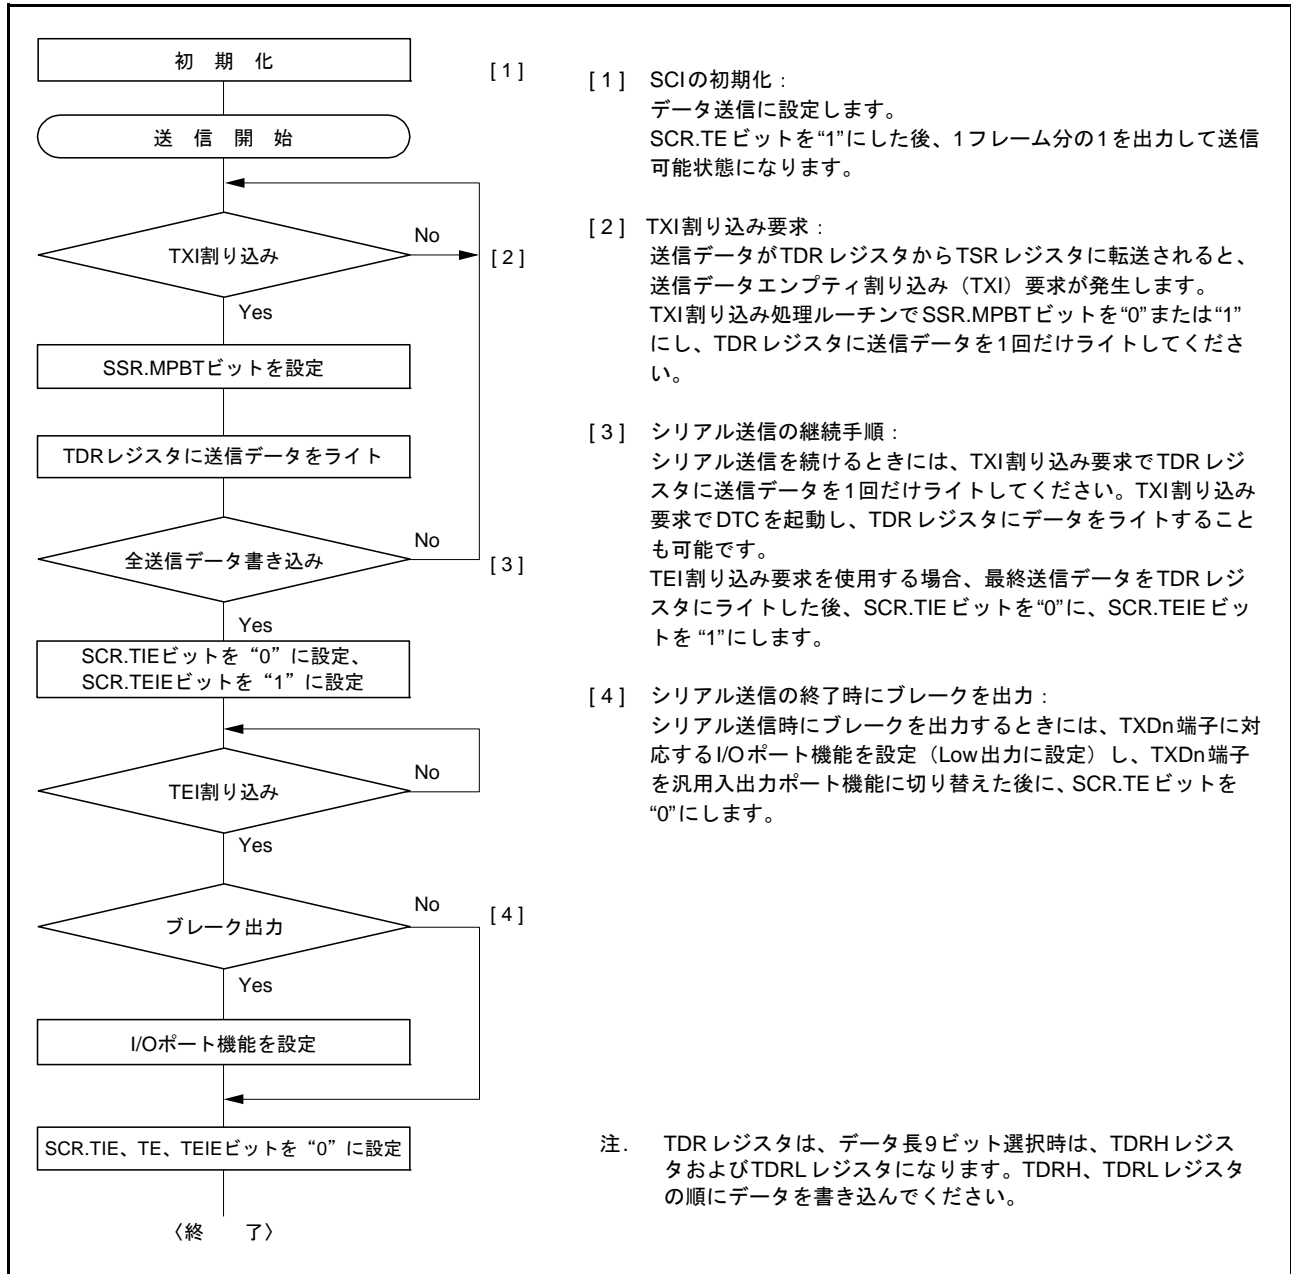 初　期　化
[ 1 ]
送　信　開　始
TXI割り込み
No
[ 2 ]
Yes
SSR.MPBTビットを設定
TDRレジスタに送信データをライト
全送信データ書き込み
No
[ 3 ]
Yes
SCR.TIEビットを“0”に設定、
SCR.TEIEビットを“1”に設定
TEI割り込み
No
Yes
ブレーク出力
No
[ 4 ]
Yes
I/Oポート機能を設定
SCR.TIE、TE、TEIEビットを“0”に設定
〈終　　了〉
[ 1 ]　SCIの初期化：
データ送信に設定します。
SCR.TEビットを“1”にした後、1フレーム分の1を出力して送信
可能状態になります。
[ 2 ]　TXI割り込み要求：
送信データがTDRレジスタからTSRレジスタに転送されると、
送信データエンプティ割り込み（TXI）要求が発生します。
TXI割り込み処理ルーチンでSSR.MPBTビットを“0”または“1”
にし、TDRレジスタに送信データを1回だけライトしてくださ
い。
[ 3 ]　シリアル送信の継続手順：
シリアル送信を続けるときには、TXI割り込み要求でTDRレジ
スタに送信データを1回だけライトしてください。TXI割り込み
要求でDTCを起動し、TDRレジスタにデータをライトすること
も可能です。
TEI割り込み要求を使用する場合、最終送信データをTDRレジ
スタにライトした後、SCR.TIEビットを“0”に、SCR.TEIEビッ
トを “1”にします。
[ 4 ]　シリアル送信の終了時にブレークを出力：
シリアル送信時にブレークを出力するときには、TXDn端子に対
応するI/Oポート機能を設定（Low出力に設定）し、TXDn端子
を汎用入出力ポート機能に切り替えた後に、SCR.TEビットを
“0”にします。
注.　TDRレジスタは、データ長9ビット選択時は、TDRHレジス
タおよびTDRLレジスタになります。TDRH、TDRLレジスタ
の順にデータを書き込んでください。